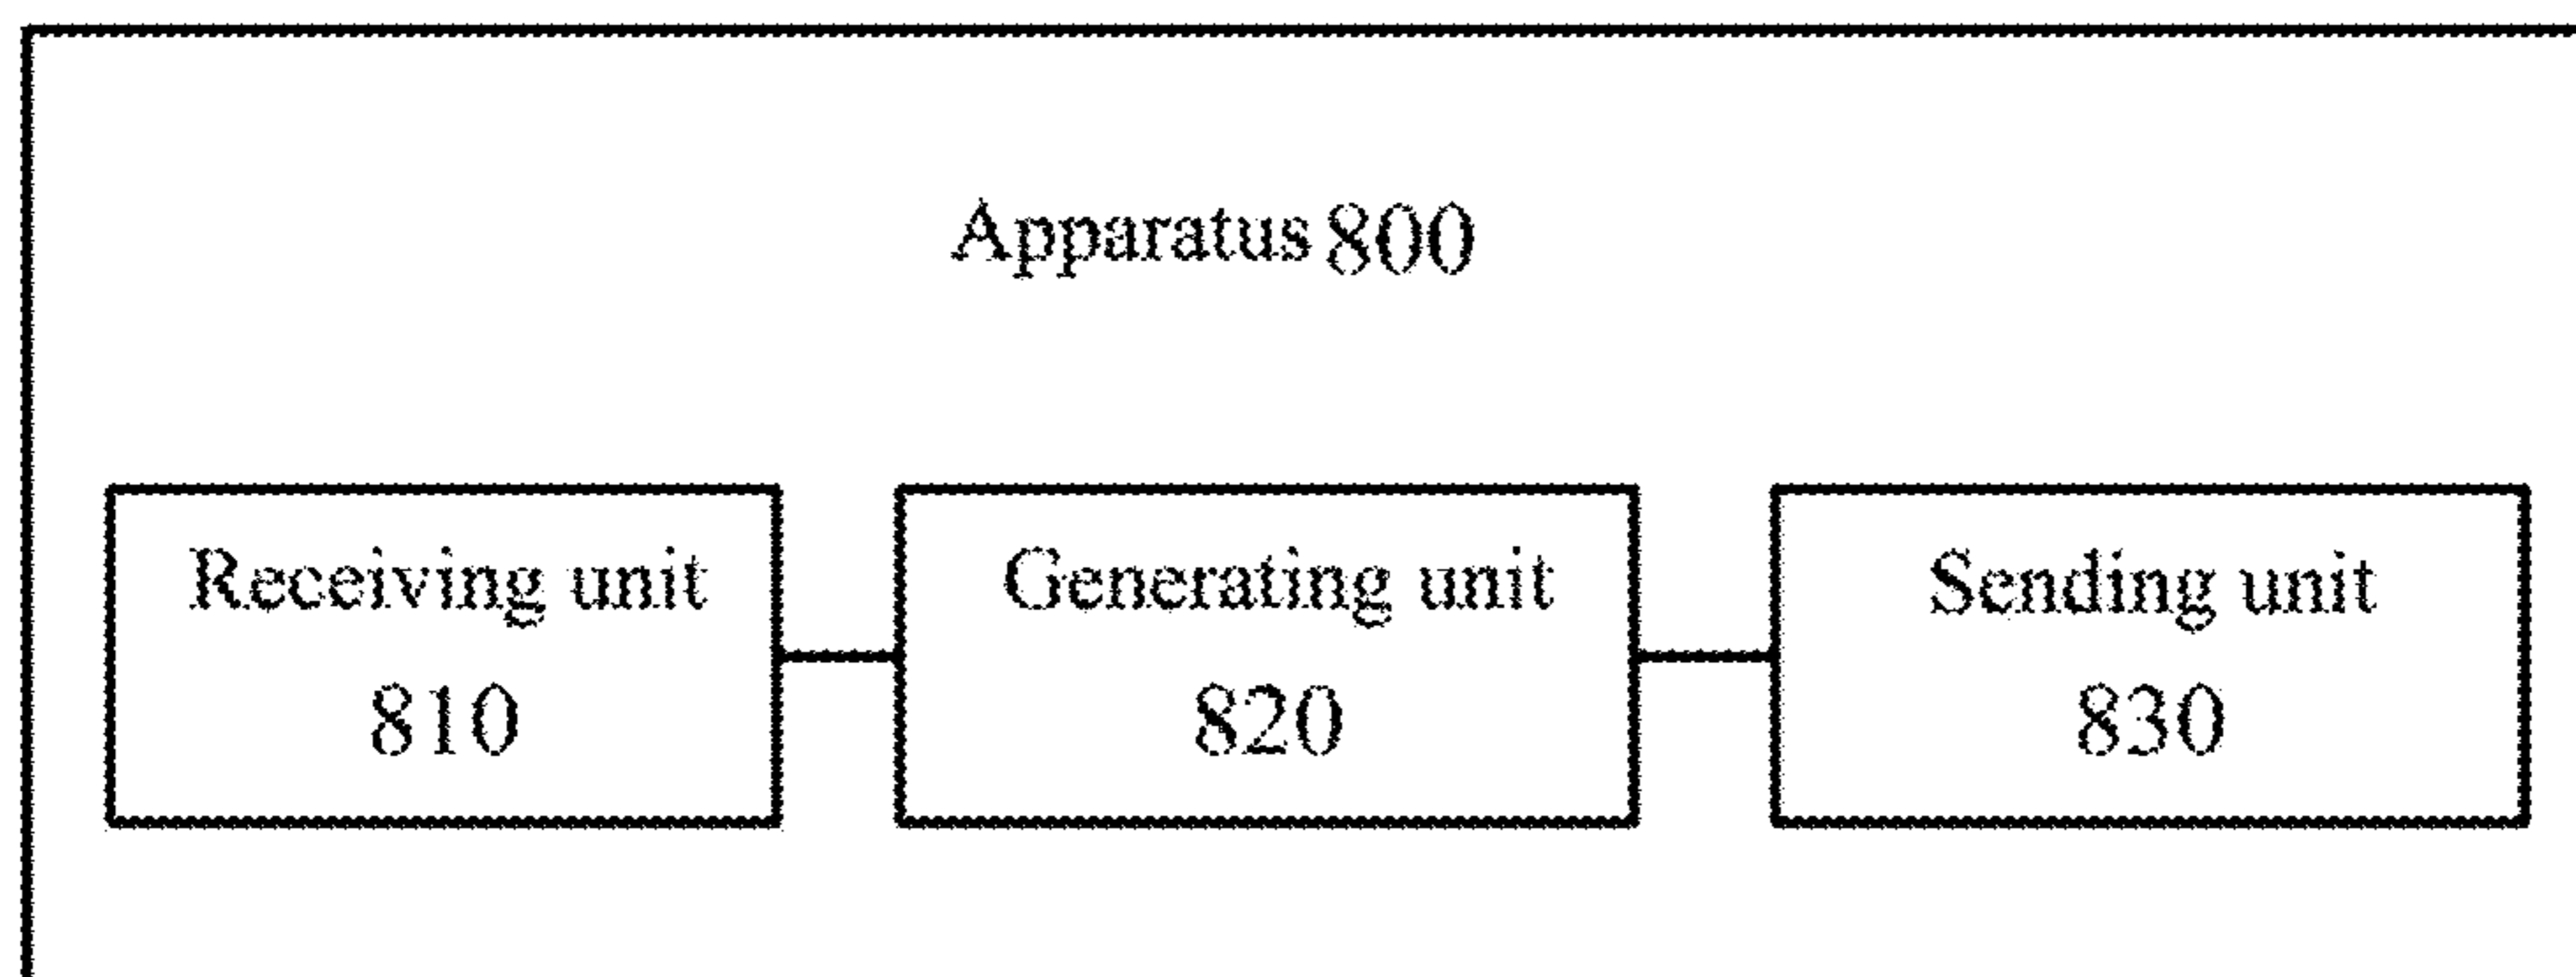 Apparatus 800
Receiving unit
810
Generating unit
820
Sending unit
830